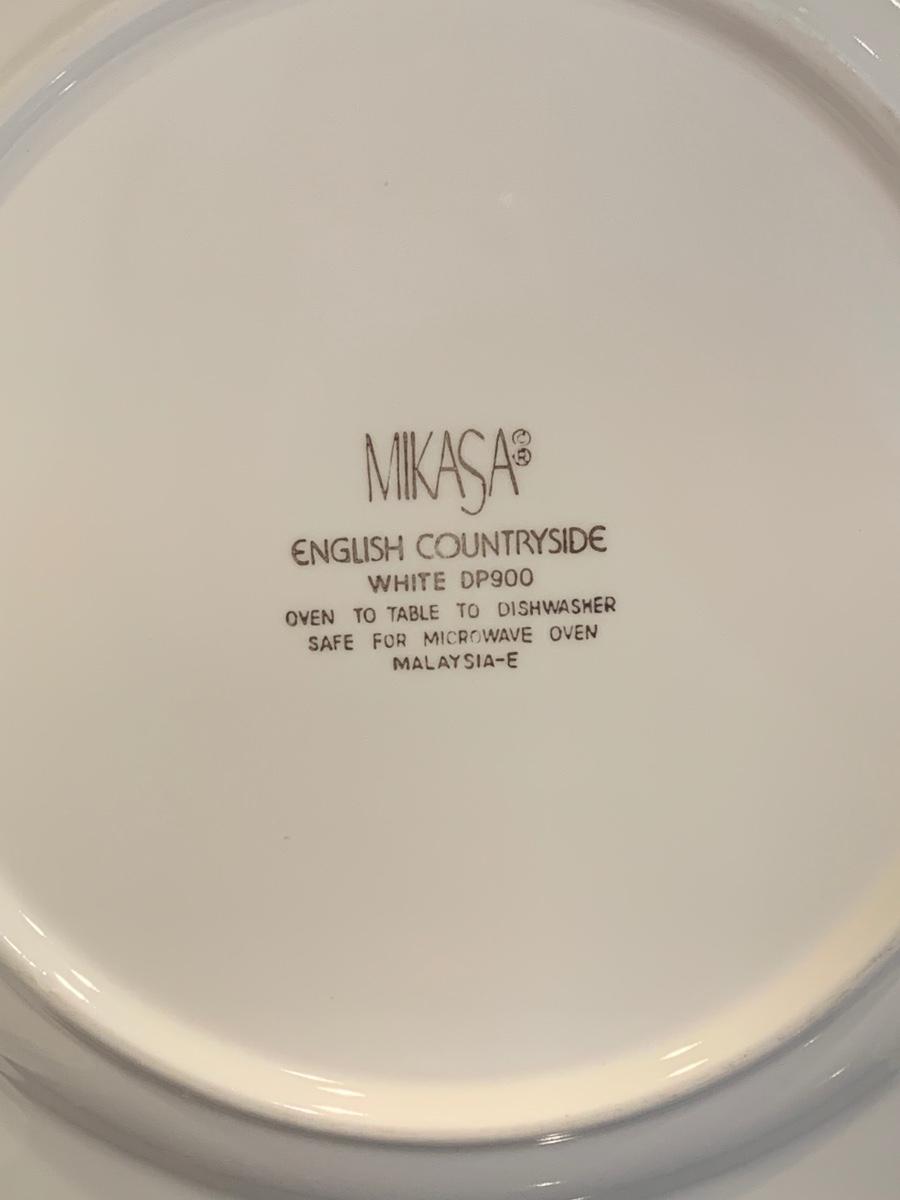 MIKASA©®
ENGLISH COUNTRYSIDE
WHITE DP900
OVEN TO TABLE TO DISHWASHER
SAFE FOR MICROWAVE OVEN
MALAYSIA-E